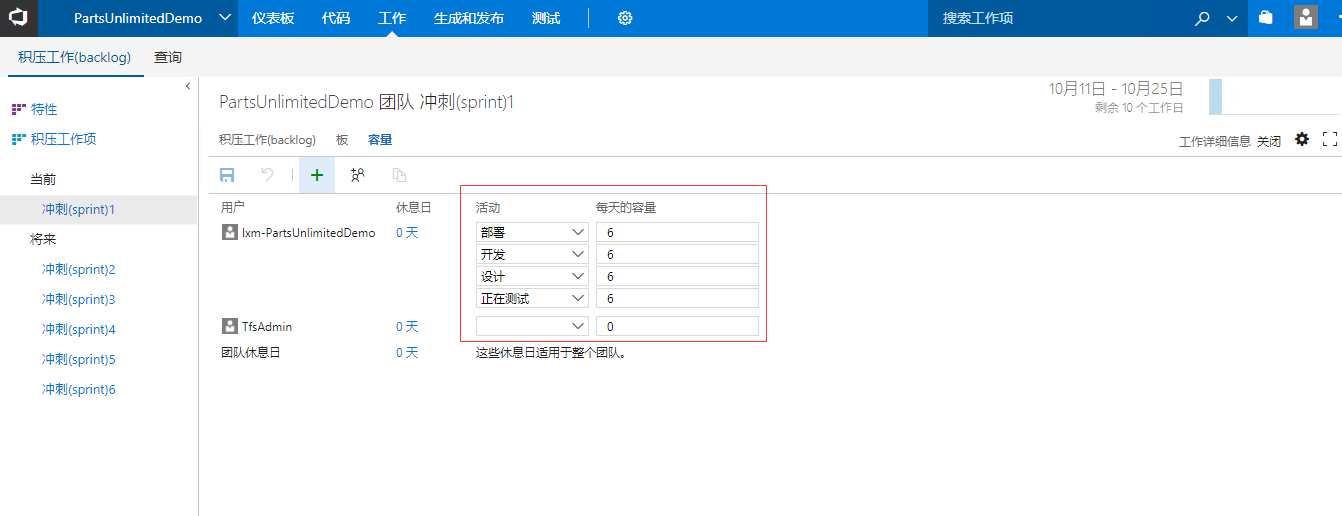 PartsUnlimitedDemo 仪表板 代码 工作 生成和发布 测试 搜索工作项
积压工作(backlog) 查询
特性
积压工作项
当前
冲刺(sprint)1
将来
冲刺(sprint)2
冲刺(sprint)3
冲刺(sprint)4
冲刺(sprint)5
冲刺(sprint)6
PartsUnlimitedDemo 团队 冲刺(sprint)1
10月11日 - 10月25日
剩余 10 个工作日
积压工作(backlog) 板 容量
工作详细信息 关闭
用户 休息日 活动 每天的容量
lxm-PartsUnlimitedDemo 0 天 部署 6
开发 6
设计 6
正在测试 6
TfsAdmin 0 天 0
团队休息日 0 天 这些休息日适用于整个团队。